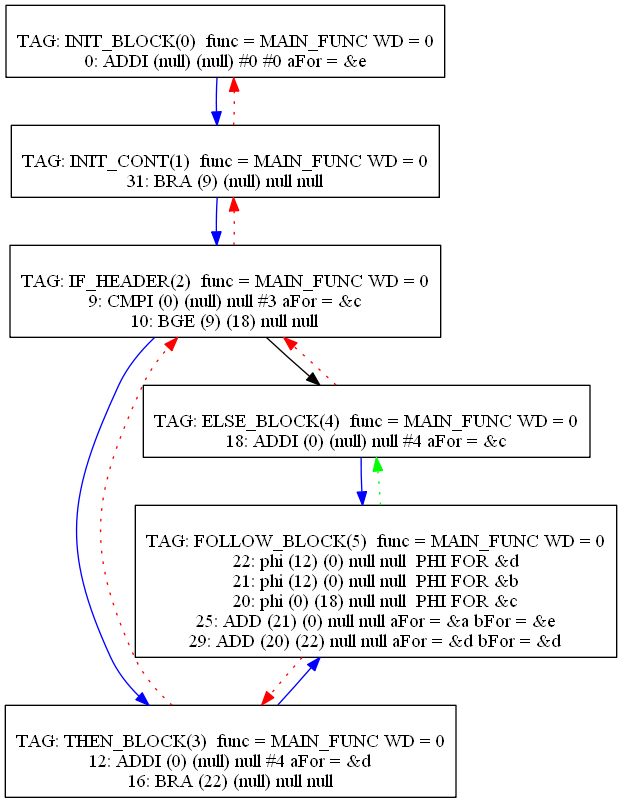 TAG: INIT_BLOCK(0)  func = MAIN_FUNC WD = 0
0: ADDI (null) (null) #0 #0 aFor = &e
TAG: INIT_CONT(1)  func = MAIN_FUNC WD = 0
31: BRA (9) (null) null null
TAG: IF_HEADER(2)  func = MAIN_FUNC WD = 0
9: CMPI (0) (null) null #3 aFor = &c
10: BGE (9) (18) null null
TAG: ELSE_BLOCK(4)  func = MAIN_FUNC WD = 0
18: ADDI (0) (null) null #4 aFor = &c
TAG: FOLLOW_BLOCK(5)  func = MAIN_FUNC WD = 0
22: phi (12) (0) null null  PHI FOR &d
21: phi (12) (0) null null  PHI FOR &b
20: phi (0) (18) null null  PHI FOR &c
25: ADD (21) (0) null null aFor = &a bFor = &e
29: ADD (20) (22) null null aFor = &d bFor = &d
TAG: THEN_BLOCK(3)  func = MAIN_FUNC WD = 0
12: ADDI (0) (null) null #4 aFor = &d
16: BRA (22) (null) null null